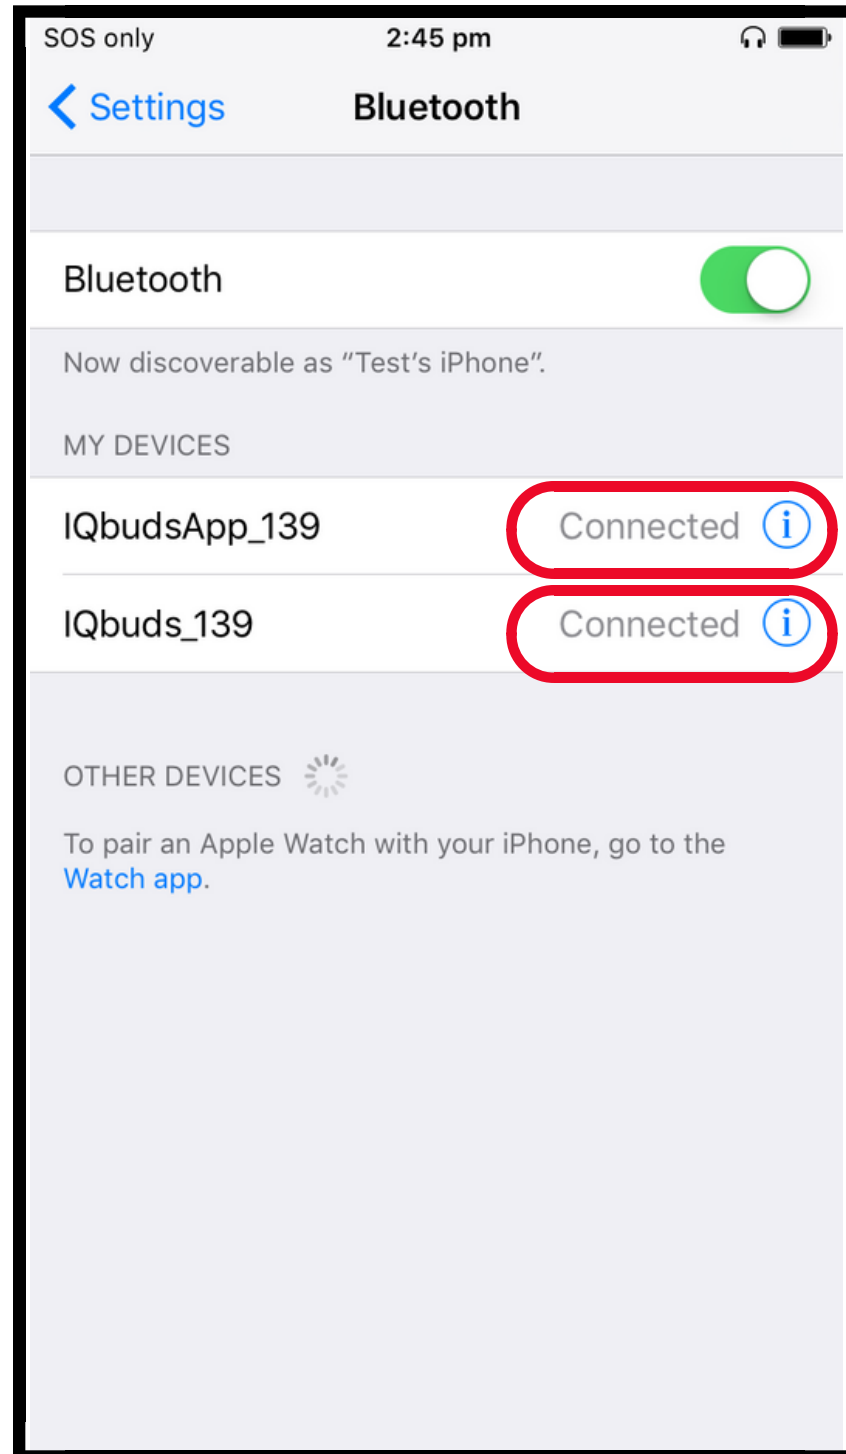 SOS only 2:45 pm
Settings Bluetooth
Bluetooth
Now discoverable as “Test’s iPhone”.
MY DEVICES
IQbudsApp_139 Connected i
IQbuds_139 Connected i
OTHER DEVICES
To pair an Apple Watch with your iPhone, go to the
Watch app.